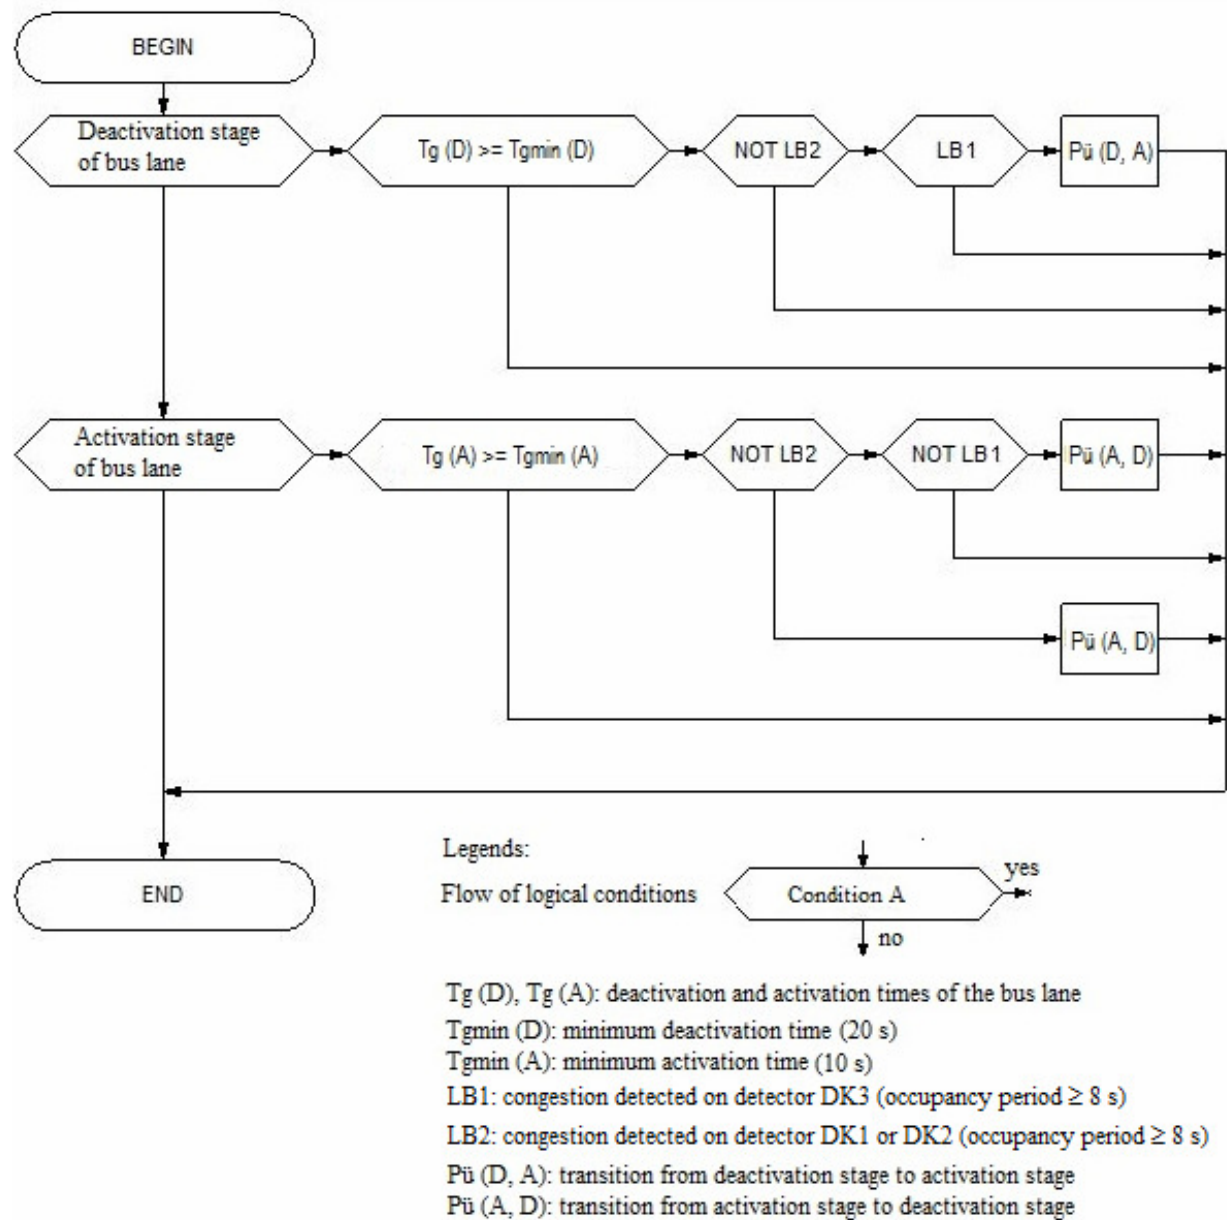 BEGIN
Deactivation stage
of bus lane
Tg (D) >= Tgmin (D)
NOT LB2
LB1
Pü (D, A)
Activation stage
of bus lane
Tg (A) >= Tgmin (A)
NOT LB2
NOT LB1
Pü (A, D)
Pü (A, D)
END
Legends:
Flow of logical conditions
Condition A
yes
no
Tg (D), Tg (A): deactivation and activation times of the bus lane
Tgmin (D): minimum deactivation time (20 s)
Tgmin (A): minimum activation time (10 s)
LB1: congestion detected on detector DK3 (occupancy period ≥ 8 s)
LB2: congestion detected on detector DK1 or DK2 (occupancy period ≥ 8 s)
Pü (D, A): transition from deactivation stage to activation stage
Pü (A, D): transition from activation stage to deactivation stage